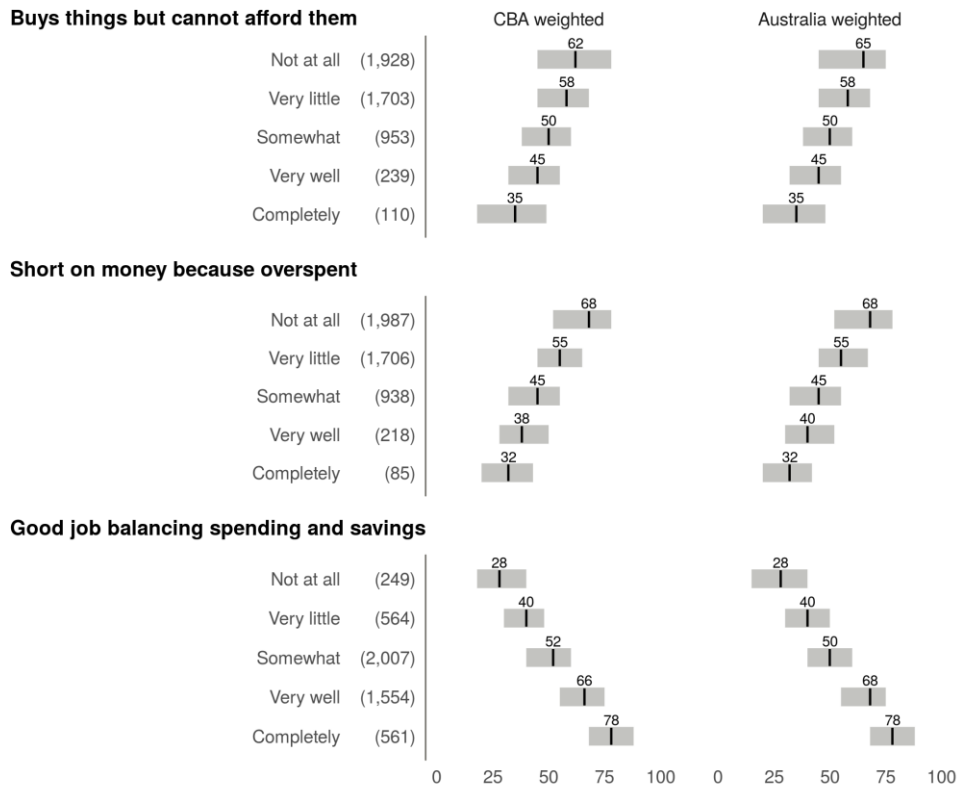 Buys things but cannot afford them CBA weighted Australia weighted
62 65
Not at all (1,928)
58 58
Very little (1,703)
50 50
Somewhat (953)
45 45
Very well (239)
35 35
Completely (110)
Short on money because overspent
68 68
Not at all (1,987)
55 55
Very little (1,706)
45 45
Somewhat (938)
38 40
Very well (218)
32 32
Completely (85)
Good job balancing spending and savings
28 28
Not at all (249)
40 40
Very little (564)
52 50
Somewhat (2,007)
66 68
Very well (1,554)
78 78
Completely (561)
0 25 50 75 100 0 25 50 75 100